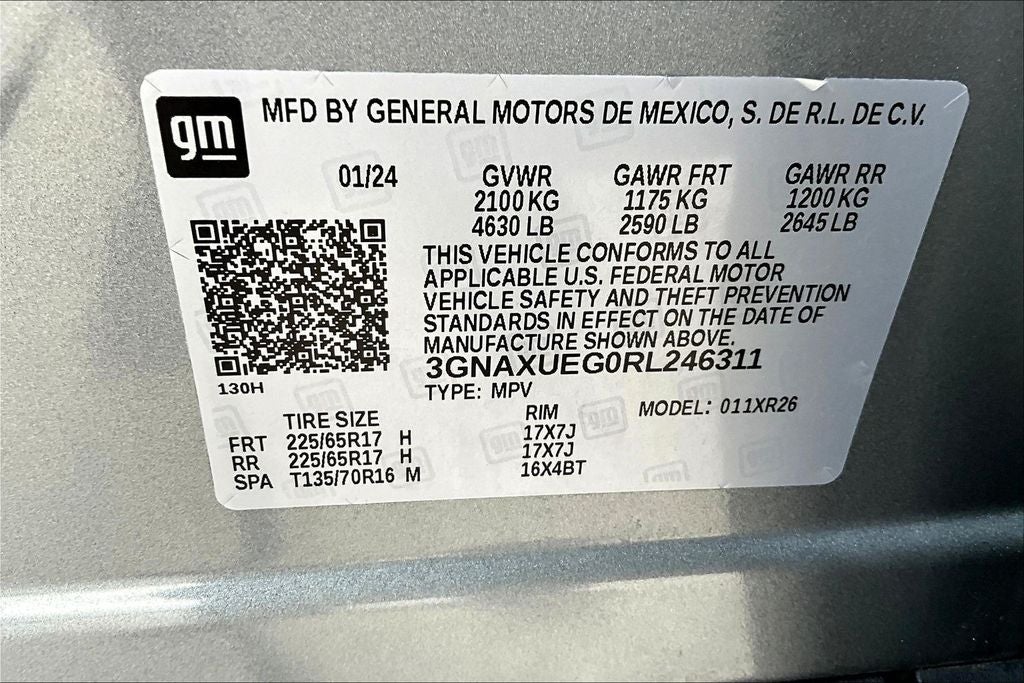 gm
MFD BY GENERAL MOTORS DE MEXICO, S. DE R.L. DE C.V.
01/24 GVWR GAWR FRT GAWR RR
2100 KG 1175 KG 1200 KG
4630 LB 2590 LB 2645 LB
THIS VEHICLE CONFORMS TO ALL
APPLICABLE U.S. FEDERAL MOTOR
VEHICLE SAFETY AND THEFT PREVENTION
STANDARDS IN EFFECT ON THE DATE OF
MANUFACTURE SHOWN ABOVE.
3GNAXUEG0RL246311
130H
TYPE: MPV
TIRE SIZE RIM MODEL: 011XR26
FRT 225/65R17 H 17X7J
RR 225/65R17 H 17X7J
SPA T135/70R16 M 16X4BT